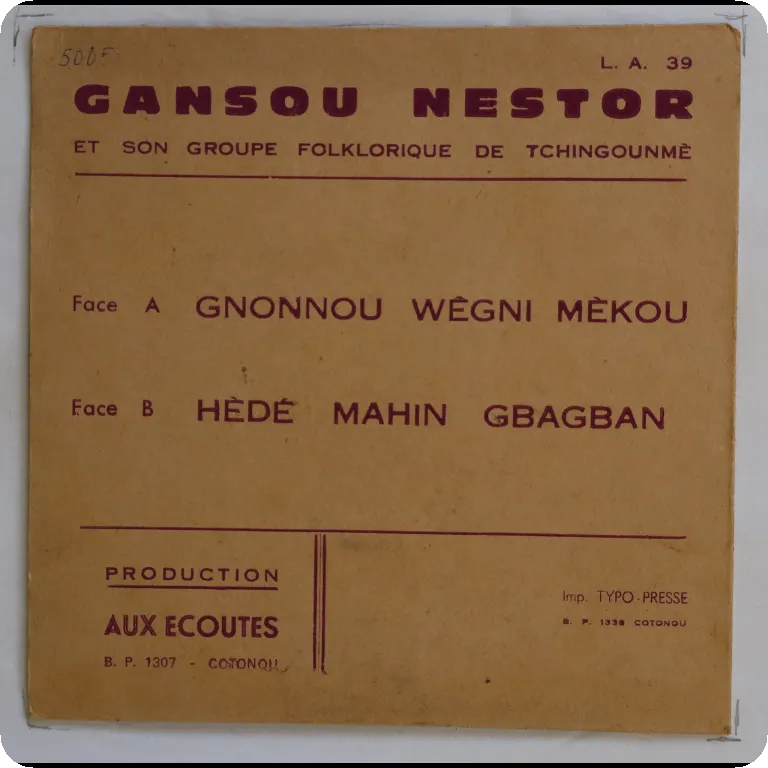 500F
L. A. 39
GANSOU NESTOR
ET SON GROUPE FOLKLORIQUE DE TCHINGOUNMÈ
Face A GNONNOU WÊGNI MÈKOU
Face B HÈDÉ MAHIN GBAGBAN
PRODUCTION
AUX ECOUTES
B. P. 1307 - COTONOU
Imp. TYPO-PRESSE
B. P. 1338 COTONOU